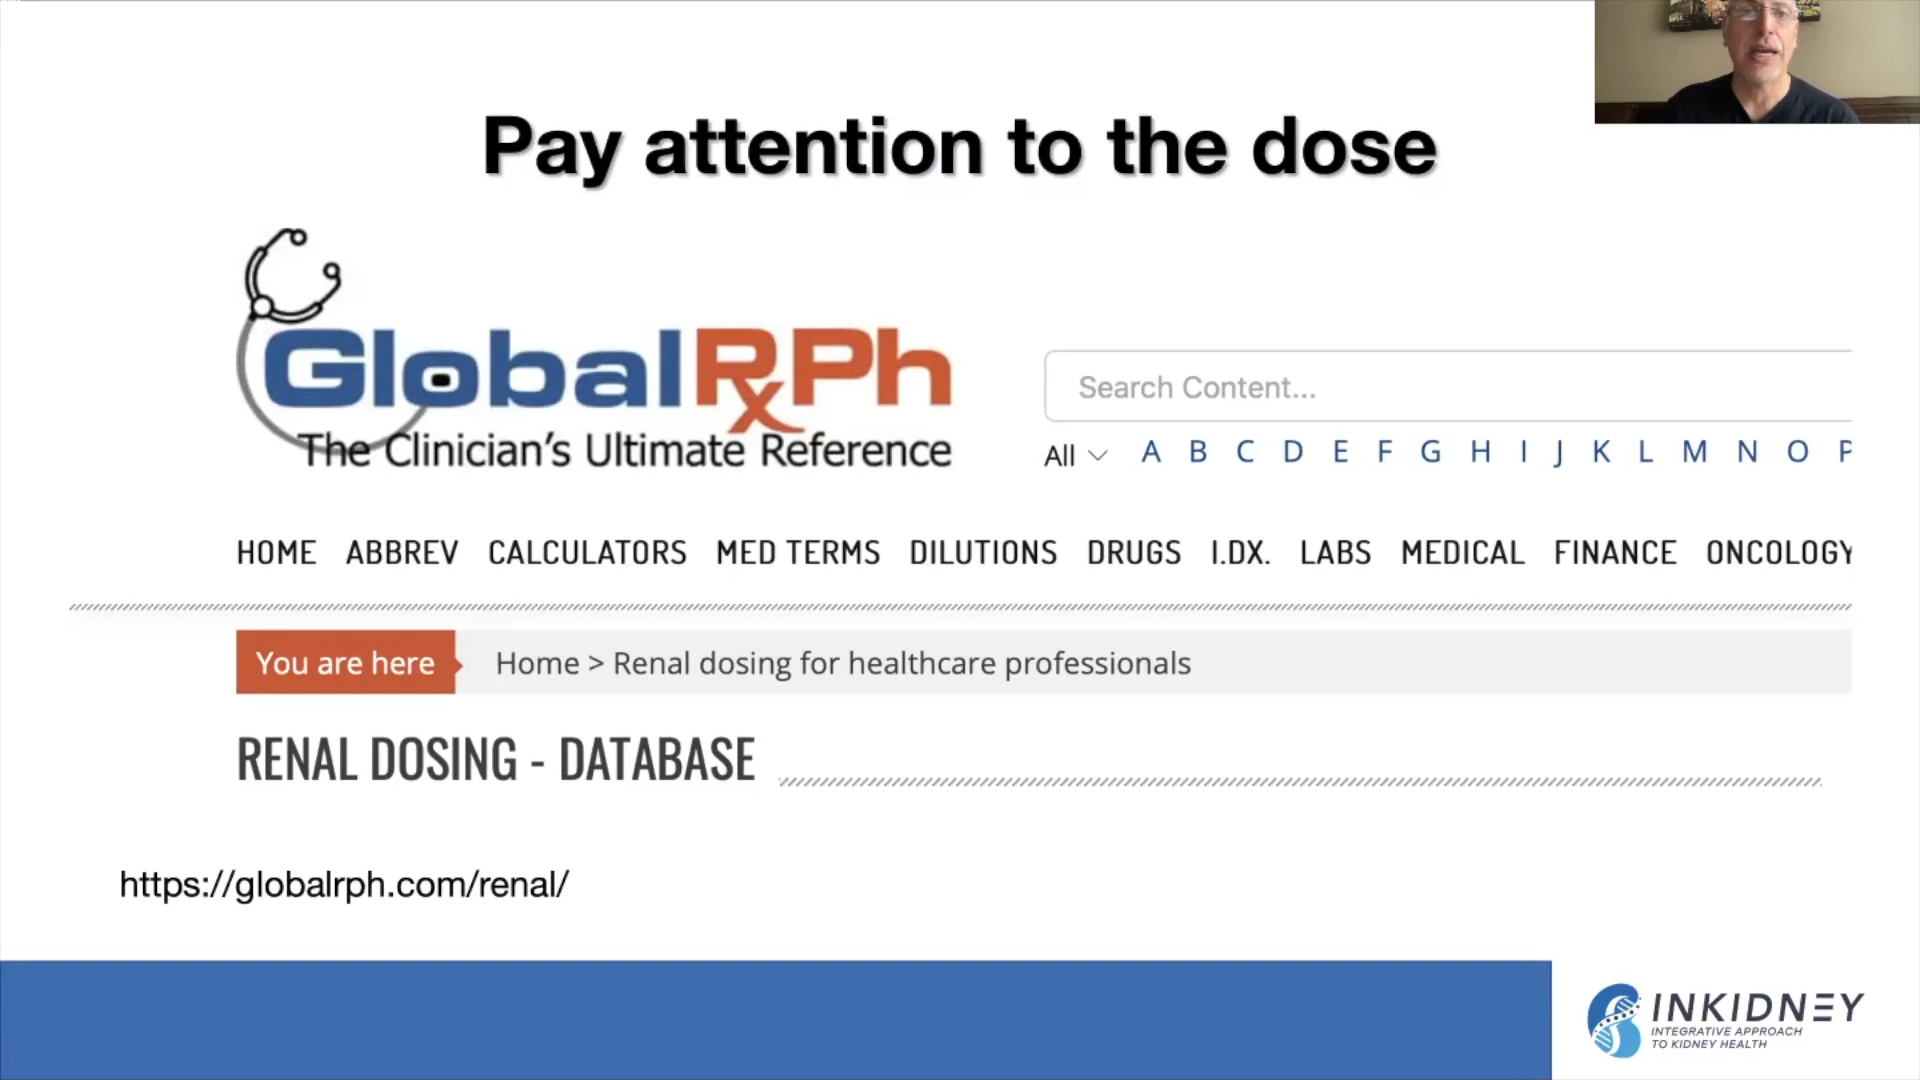 Pay attention to the dose
GlobalRxPh
The Clinician's Ultimate Reference
Search Content...
All A B C D E F G H I J K L M N O P
HOME ABBREV CALCULATORS MED TERMS DILUTIONS DRUGS I.DX. LABS MEDICAL FINANCE ONCOLOGY
You are here Home > Renal dosing for healthcare professionals
RENAL DOSING - DATABASE
https://globalrph.com/renal/
INKIDNEY
INTEGRATIVE APPROACH
TO KIDNEY HEALTH